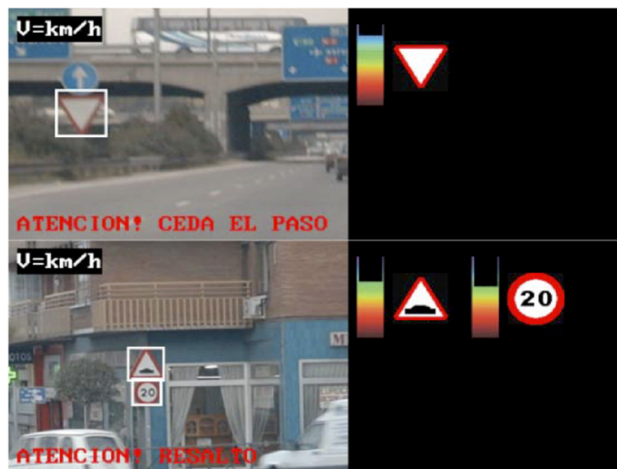 V=km/h
ATENCION! CEDA EL PASO
V=km/h
20
20
ATENCION! RESALTO